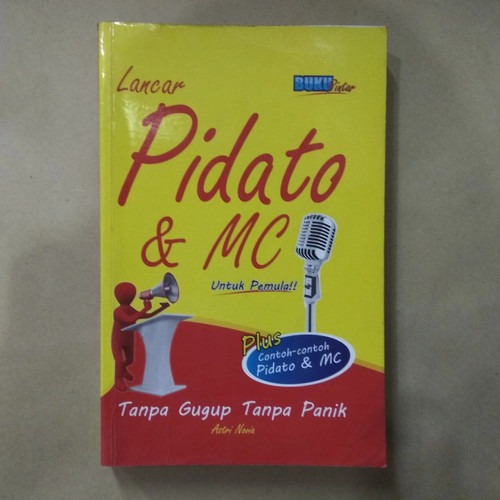 Lancar
BUKU Pintar
Pidato
& MC
Untuk Pemula!!
Plus
Contoh-contoh
Pidato & MC
Tanpa Gugup Tanpa Panik
Astri Novia